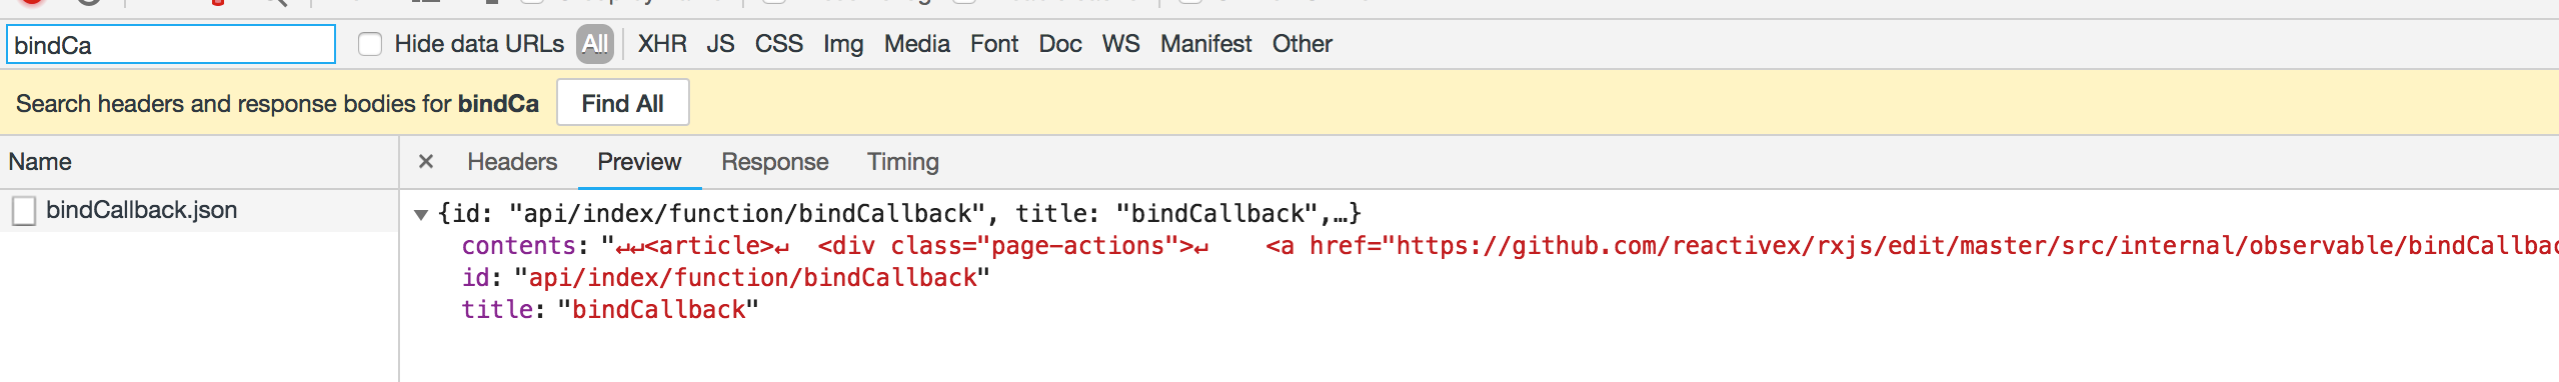 bindCa Hide data URLs All XHR JS CSS Img Media Font Doc WS Manifest Other
Search headers and response bodies for bindCa Find All
Name × Headers Preview Response Timing
bindCallback.json
▼{id: "api/index/function/bindCallback", title: "bindCallback",…}
contents: "↵↵<article>↵  <div class="page-actions">↵    <a href="https://github.com/reactivex/rxjs/edit/master/src/internal/observable/bindCallbac
id: "api/index/function/bindCallback"
title: "bindCallback"